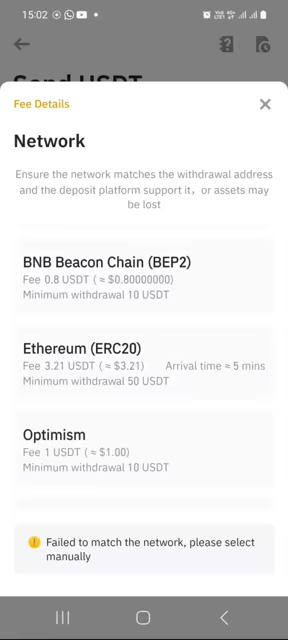 15:02
Send USDT
Fee Details
Network
Ensure the network matches the withdrawal address
and the deposit platform support it, or assets may
be lost
BNB Beacon Chain (BEP2)
Fee 0.8 USDT ( ≈ $0.80000000)
Minimum withdrawal 10 USDT
Ethereum (ERC20)
Fee 3.21 USDT ( ≈ $3.21) Arrival time ≈ 5 mins
Minimum withdrawal 50 USDT
Optimism
Fee 1 USDT ( ≈ $1.00)
Minimum withdrawal 10 USDT
Failed to match the network, please select
manually